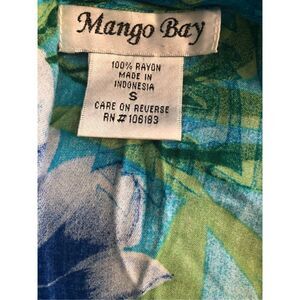 Mango Bay
100% RAYON
MADE IN
INDONESIA
S
CARE ON REVERSE
RN # 106183